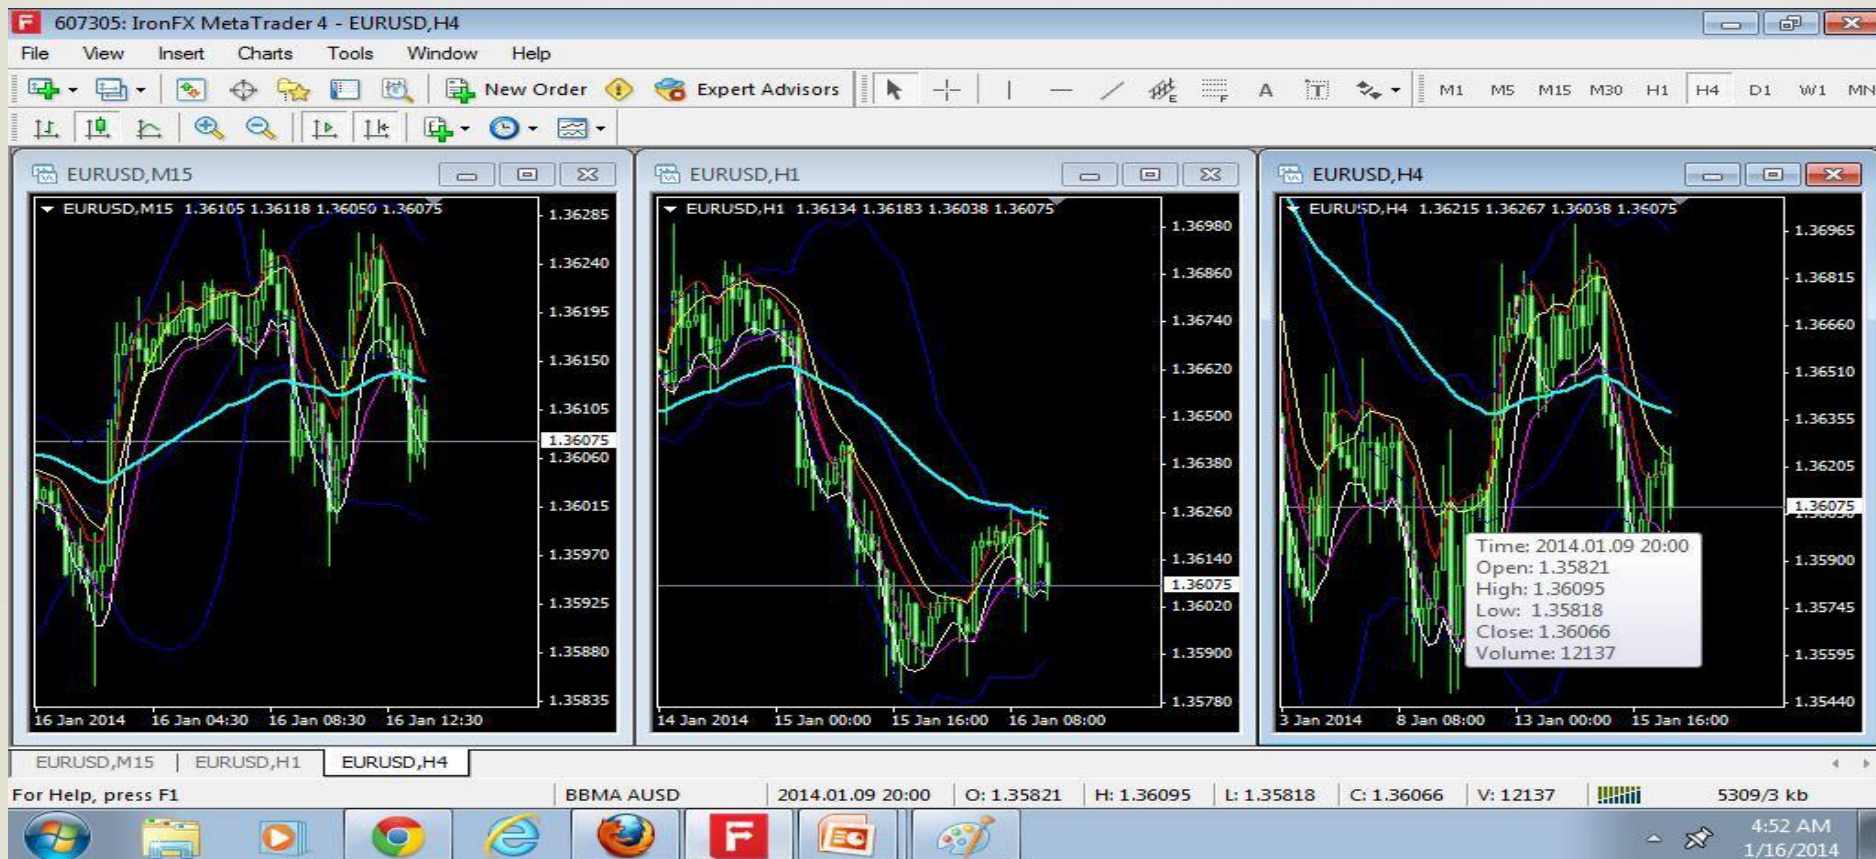 607305: IronFX MetaTrader 4 - EURUSD,H4
File View Insert Charts Tools Window Help
New Order Expert Advisors E F A T M1 M5 M15 M30 H1 H4 D1 W1 MN
EURUSD,M15
EURUSD,M15 1.36105 1.36118 1.36050 1.36075
1.36285
1.36240
1.36195
1.36150
1.36105
1.36075
1.36060
1.36015
1.35970
1.35925
1.35880
1.35835
16 Jan 2014 16 Jan 04:30 16 Jan 08:30 16 Jan 12:30
EURUSD,H1
EURUSD,H1 1.36134 1.36183 1.36038 1.36075
1.36980
1.36860
1.36740
1.36620
1.36500
1.36380
1.36260
1.36140
1.36075
1.36020
1.35900
1.35780
14 Jan 2014 15 Jan 00:00 15 Jan 16:00 16 Jan 08:00
EURUSD,H4
EURUSD,H4 1.36215 1.36267 1.36038 1.36075
1.36965
1.36815
1.36660
1.36510
1.36355
1.36205
1.36075
1.35900
1.35745
1.35595
1.35440
Time: 2014.01.09 20:00
Open: 1.35821
High: 1.36095
Low: 1.35818
Close: 1.36066
Volume: 12137
3 Jan 2014 8 Jan 08:00 13 Jan 00:00 15 Jan 16:00
EURUSD,M15 EURUSD,H1 EURUSD,H4
For Help, press F1 BBMA AUSD 2014.01.09 20:00 O: 1.35821 H: 1.36095 L: 1.35818 C: 1.36066 V: 12137 5309/3 kb
4:52 AM
1/16/2014